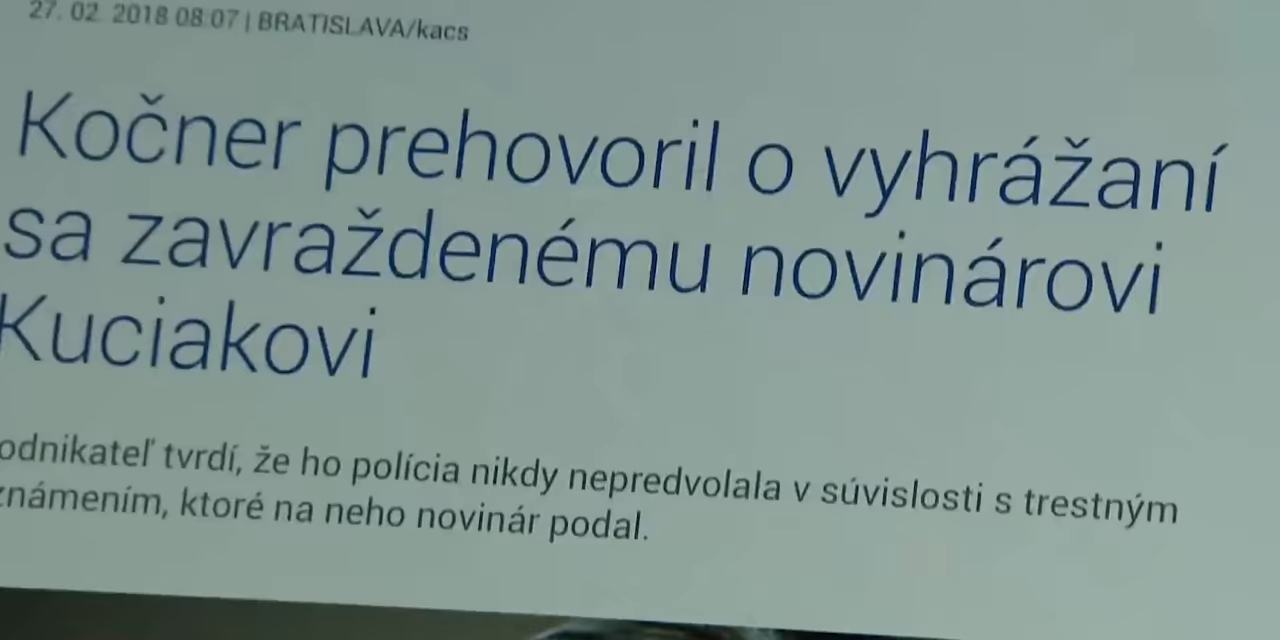 27. 02. 2018 08:07 | BRATISLAVA/kacs
Kočner prehovoril o vyhrážaní
sa zavraždenému novinárovi
Kuciakovi
odnikateľ tvrdí, že ho polícia nikdy nepredvolala v súvislosti s trestným
známením, ktoré na neho novinár podal.